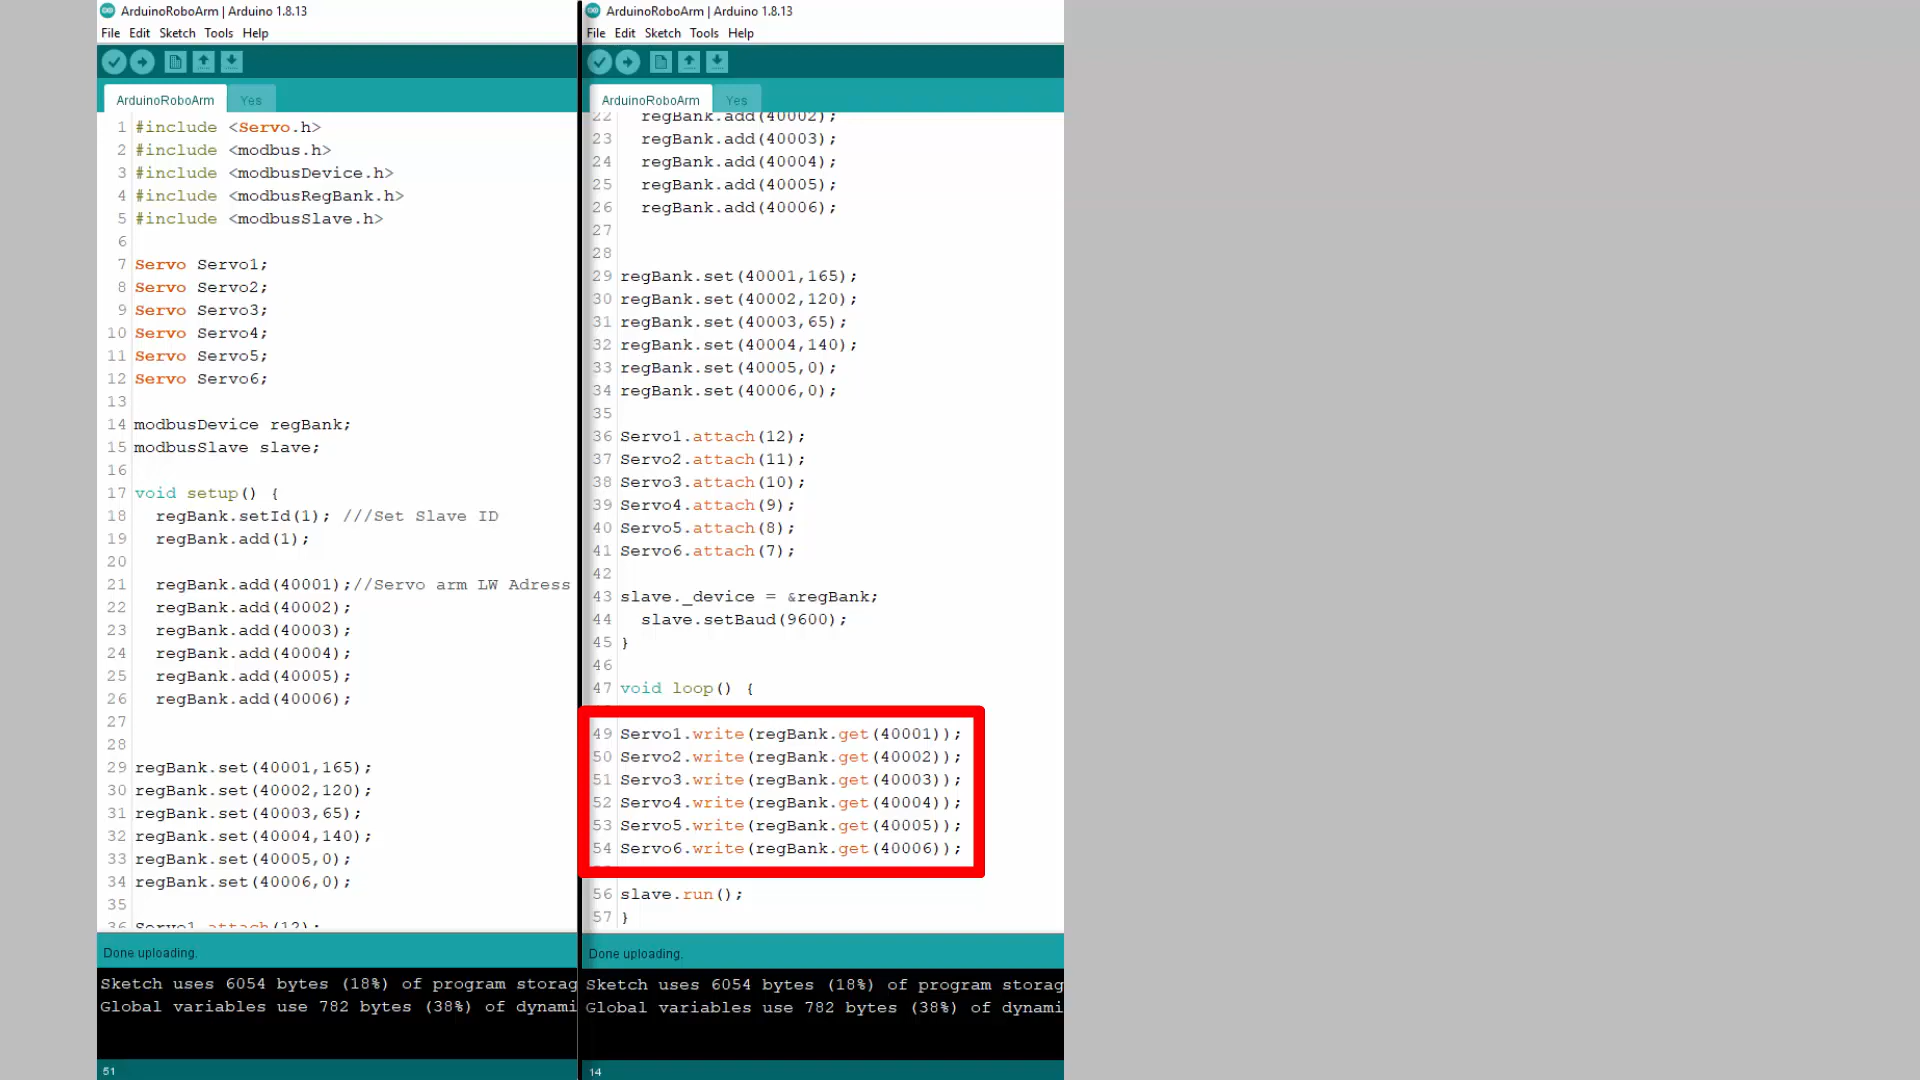 ArduinoRoboArm | Arduino 1.8.13
File Edit Sketch Tools Help
ArduinoRoboArm Yes
1 #include <Servo.h>
2 #include <modbus.h>
3 #include <modbusDevice.h>
4 #include <modbusRegBank.h>
5 #include <modbusSlave.h>
6
7 Servo Servo1;
8 Servo Servo2;
9 Servo Servo3;
10 Servo Servo4;
11 Servo Servo5;
12 Servo Servo6;
13
14 modbusDevice regBank;
15 modbusSlave slave;
16
17 void setup() {
18 regBank.setId(1); ///Set Slave ID
19 regBank.add(1);
20
21 regBank.add(40001);//Servo arm LW Adress
22 regBank.add(40002);
23 regBank.add(40003);
24 regBank.add(40004);
25 regBank.add(40005);
26 regBank.add(40006);
27
28
29 regBank.set(40001,165);
30 regBank.set(40002,120);
31 regBank.set(40003,65);
32 regBank.set(40004,140);
33 regBank.set(40005,0);
34 regBank.set(40006,0);
35
36 Servo1.attach(12);
Done uploading.
Sketch uses 6054 bytes (18%) of program storag
Global variables use 782 bytes (38%) of dynami
51
ArduinoRoboArm | Arduino 1.8.13
File Edit Sketch Tools Help
ArduinoRoboArm Yes
22 regBank.add(40002);
23 regBank.add(40003);
24 regBank.add(40004);
25 regBank.add(40005);
26 regBank.add(40006);
27
28
29 regBank.set(40001,165);
30 regBank.set(40002,120);
31 regBank.set(40003,65);
32 regBank.set(40004,140);
33 regBank.set(40005,0);
34 regBank.set(40006,0);
35
36 Servo1.attach(12);
37 Servo2.attach(11);
38 Servo3.attach(10);
39 Servo4.attach(9);
40 Servo5.attach(8);
41 Servo6.attach(7);
42
43 slave._device = &regBank;
44 slave.setBaud(9600);
45 }
46
47 void loop() {
49 Servo1.write(regBank.get(40001));
50 Servo2.write(regBank.get(40002));
51 Servo3.write(regBank.get(40003));
52 Servo4.write(regBank.get(40004));
53 Servo5.write(regBank.get(40005));
54 Servo6.write(regBank.get(40006));
56 slave.run();
57 }
Done uploading.
Sketch uses 6054 bytes (18%) of program storag
Global variables use 782 bytes (38%) of dynami
14